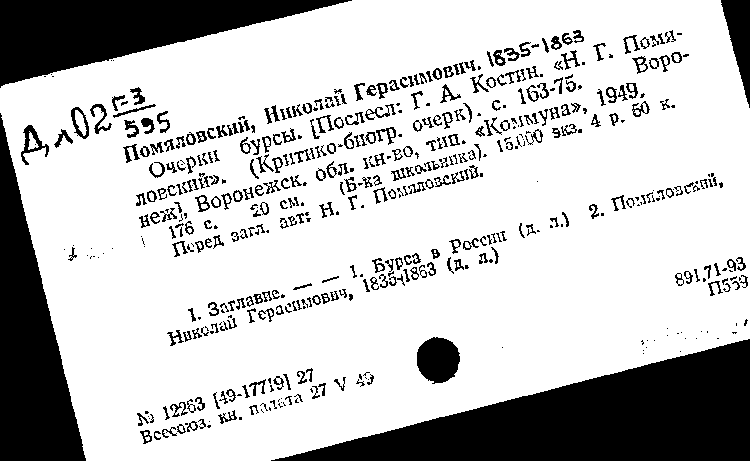 Дл02 Г-3/595
Помяловский, Николай Герасимович. 1835-1863
Очерки бурсы. [Послесл: Г. А. Костин. «Н. Г. Помя-
ловский». (Критико-биогр. очерк). с. 163-75. Воро-
неж], Воронежск. обл. кн-во, тип. «Коммуна», 1949.
176 с. 20 см. (Б-ка школьника). 15.000 экз. 4 р. 50 к.
Перед загл. авт: Н. Г. Помяловский.
1. Заглавие. — — 1. Бурса в России (д. л.) 2. Помяловский,
Николай Герасимович, 1835-1863 (д. л.)
891.71-93
П559
№ 12263 [49-17719] 27
Всесоюз. кн. палата 27 V 49